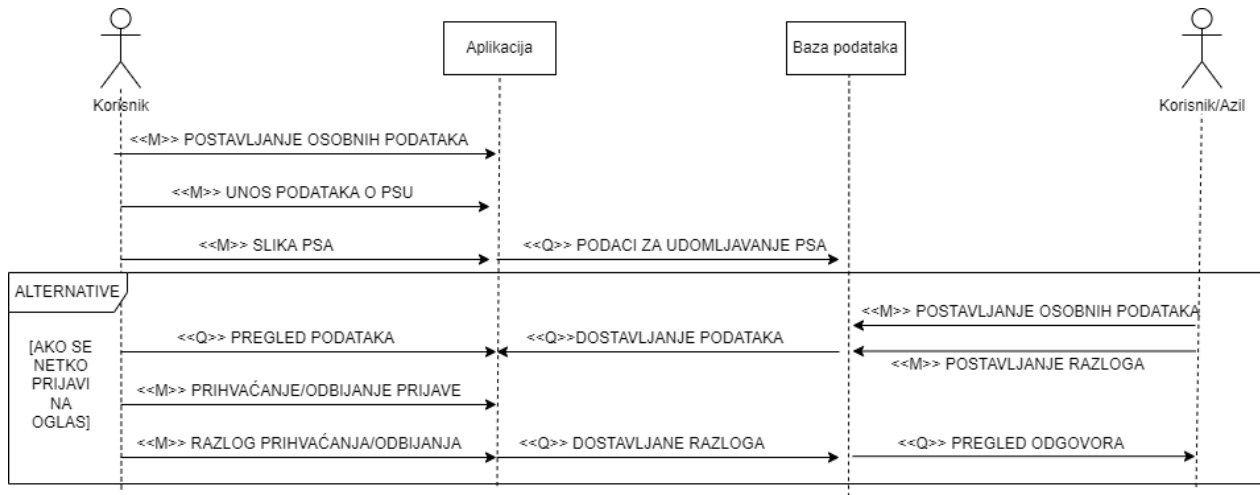 Aplikacija
Baza podataka
Korisnik
Korisnik/Azil
<<M>> POSTAVLJANJE OSOBNIH PODATAKA
<<M>> UNOS PODATAKA O PSU
<<M>> SLIKA PSA
<<Q>> PODACI ZA UDOMLJAVANJE PSA
ALTERNATIVE
<<M>> POSTAVLJANJE OSOBNIH PODATAKA
[AKO SE
NETKO
PRIJAVI
NA
OGLAS]
<<Q>> PREGLED PODATAKA
<<Q>>DOSTAVLJANJE PODATAKA
<<M>> POSTAVLJANJE RAZLOGA
<<M>> PRIHVAĆANJE/ODBIJANJE PRIJAVE
<<M>> RAZLOG PRIHVAĆANJA/ODBIJANJA
<<Q>> DOSTAVLJANE RAZLOGA
<<Q>> PREGLED ODGOVORA